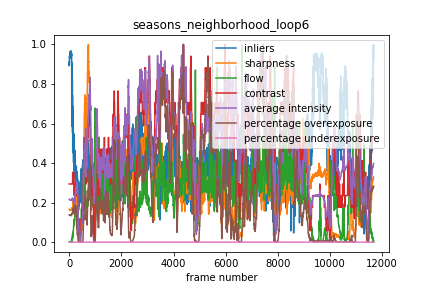 seasons_neighborhood_loop6
1.0
0.8
0.6
0.4
0.2
0.0
inliers
sharpness
flow
contrast
average intensity
percentage overexposure
percentage underexposure
0 2000 4000 6000 8000 10000 12000
frame number